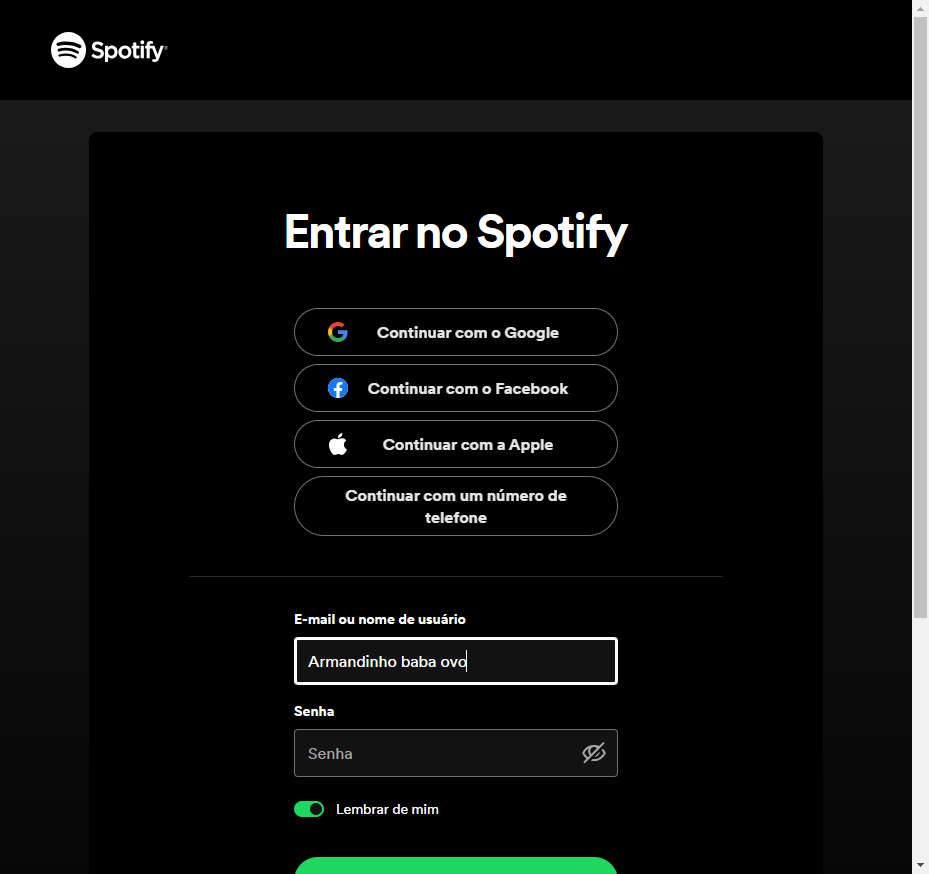 Spotify
Entrar no Spotify
Continuar com o Google
Continuar com o Facebook
Continuar com a Apple
Continuar com um número de
telefone
E-mail ou nome de usuário
Armandinho baba ovo
Senha
Senha
Lembrar de mim